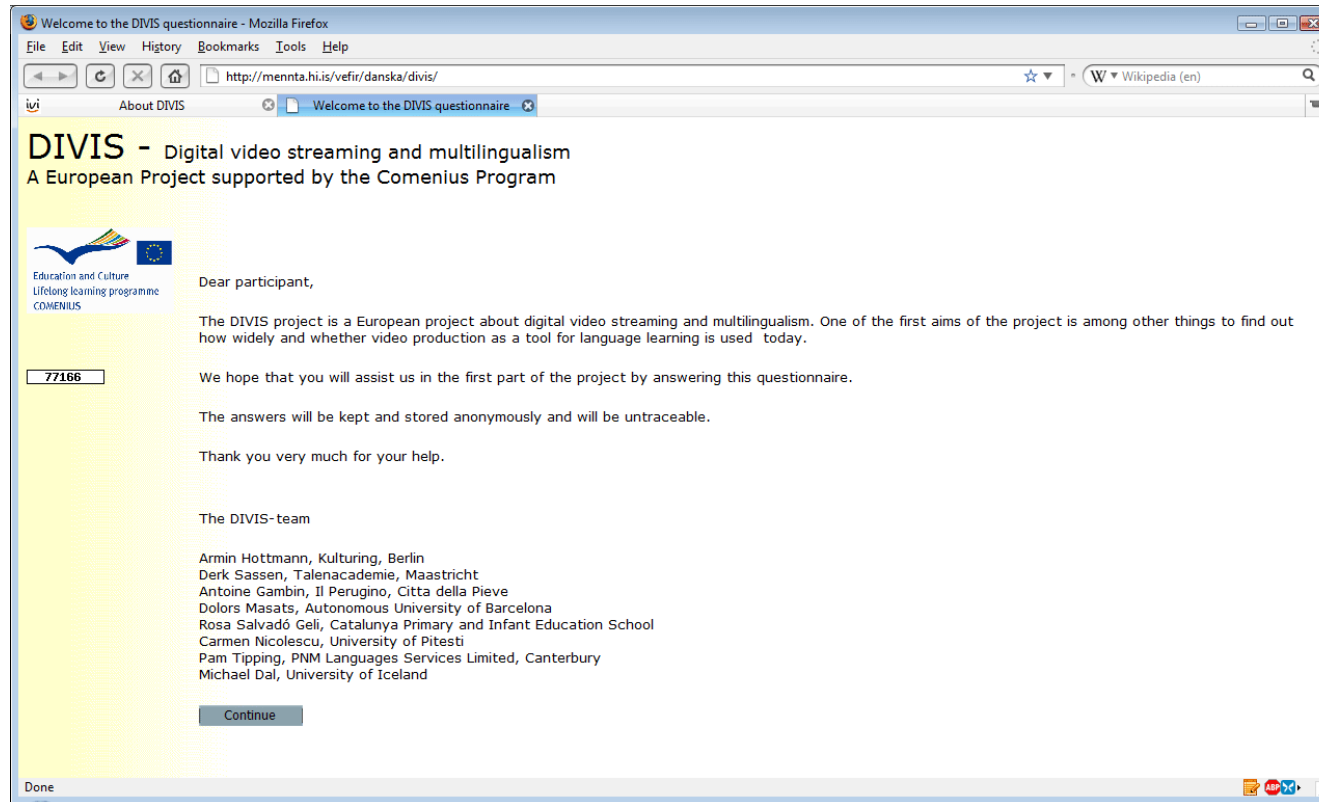 Welcome to the DIVIS questionnaire - Mozilla Firefox
File Edit View History Bookmarks Tools Help
http://mennta.hi.is/vefir/danska/divis/
W Wikipedia (en)
ivi About DIVIS
Welcome to the DIVIS questionnaire
DIVIS - Digital video streaming and multilingualism
A European Project supported by the Comenius Program
Education and Culture
Lifelong learning programme
COMENIUS
Dear participant,
The DIVIS project is a European project about digital video streaming and multilingualism. One of the first aims of the project is among other things to find out
how widely and whether video production as a tool for language learning is used today.
77166
We hope that you will assist us in the first part of the project by answering this questionnaire.
The answers will be kept and stored anonymously and will be untraceable.
Thank you very much for your help.
The DIVIS-team
Armin Hottmann, Kulturing, Berlin
Derk Sassen, Talenacademie, Maastricht
Antoine Gambin, Il Perugino, Citta della Pieve
Dolors Masats, Autonomous University of Barcelona
Rosa Salvadó Geli, Catalunya Primary and Infant Education School
Carmen Nicolescu, University of Pitesti
Pam Tipping, PNM Languages Services Limited, Canterbury
Michael Dal, University of Iceland
Continue
Done
ABP